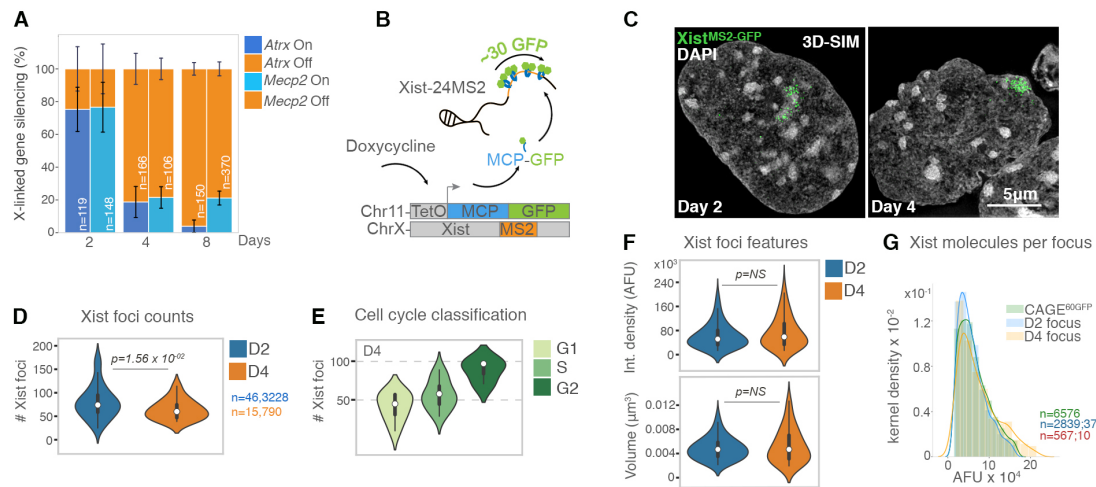 A
X-linked gene silencing (%)
100
80
60
40
20
0
n=119
n=148
n=166
n=106
n=150
n=370
2
4
8
Days
Atrx On
Atrx Off
Mecp2 On
Mecp2 Off
B
~30 GFP
Xist-24MS2
Doxycycline
MCP-GFP
Chr11-
TetO
MCP
GFP
ChrX-
Xist
MS2
C
XistMS2-GFP
DAPI
3D-SIM
Day 2
Day 4
5µm
D
Xist foci counts
# Xist foci
200
150
100
50
0
p=1.56 x 10-02
D2
D4
n=46,3228
n=15,790
E
Cell cycle classification
# Xist foci
D4
100
50
G1
S
G2
F
Xist foci features
x10³
Int. density (AFU)
240
160
80
0
p=NS
D2
D4
Volume (µm³)
0.012
0.008
0.004
0
p=NS
G
Xist molecules per focus
x10-1
kernel density x 10-2
1.2
0.8
0.4
0
0
10
20
AFU x 10⁴
CAGE60GFP
D2 focus
D4 focus
n=6576
n=2839;37
n=567;10